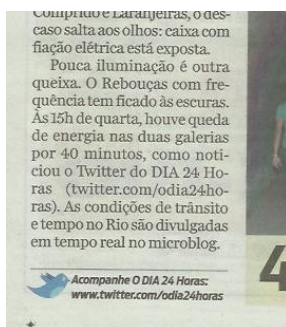 Comprido e Laranjeiras, o des-
caso salta aos olhos: caixa com
fiação elétrica está exposta.
Pouca iluminação é outra
queixa. O Rebouças com fre-
quência tem ficado às escuras.
Às 15h de quarta, houve queda
de energia nas duas galerias
por 40 minutos, como noti-
ciou o Twitter do DIA 24 Ho-
ras (twitter.com/odia24ho-
ras). As condições de trânsito
e tempo no Rio são divulgadas
em tempo real no microblog.
Acompanhe O DIA 24 Horas:
www.twitter.com/odia24horas
4